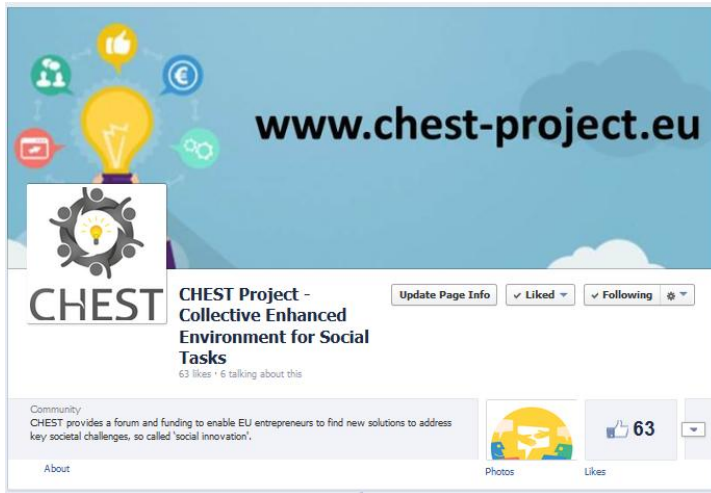 www.chest-project.eu
CHEST
CHEST Project -
Collective Enhanced
Environment for Social
Tasks
63 likes · 6 talking about this
Update Page Info
Liked
Following
Community
CHEST provides a forum and funding to enable EU entrepreneurs to find new solutions to address
key societal challenges, so called 'social innovation'.
About
Photos
63
Likes